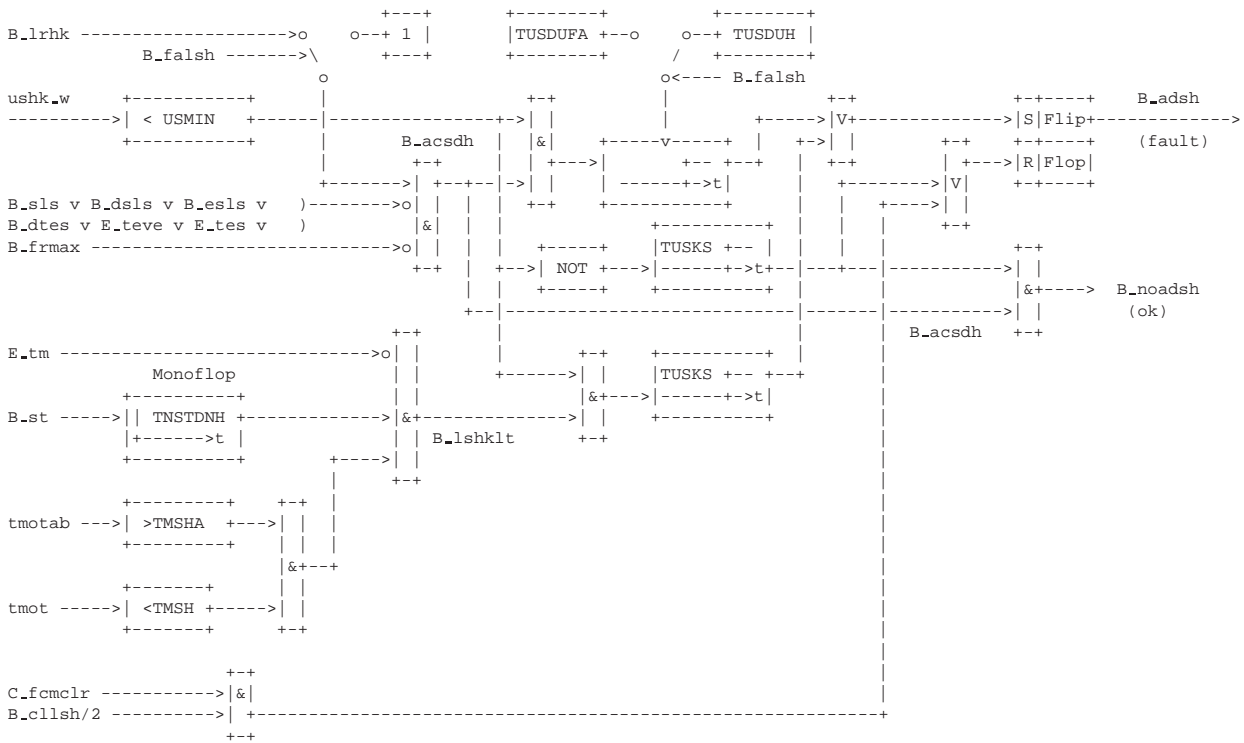 B_lrhk 1 TUSDUFA TUSDUH
B_falsh
B_falsh
ushk_w B_adsh
< USMIN V S Flip
B_acsdh & (fault)
R Flop
t V
B_sls v B_dsls v B_esls v )
B_dtes v E_teve v E_tes v ) &
B_frmax TUSKS
NOT t
& B_noadsh
(ok)
B_acsdh
E_tm
Monoflop TUSKS
& t
B_st TNSTDNH &
t B_lshklt
tmotab >TMSHA
&
tmot <TMSH
C_fcmclr &
B_cllsh/2